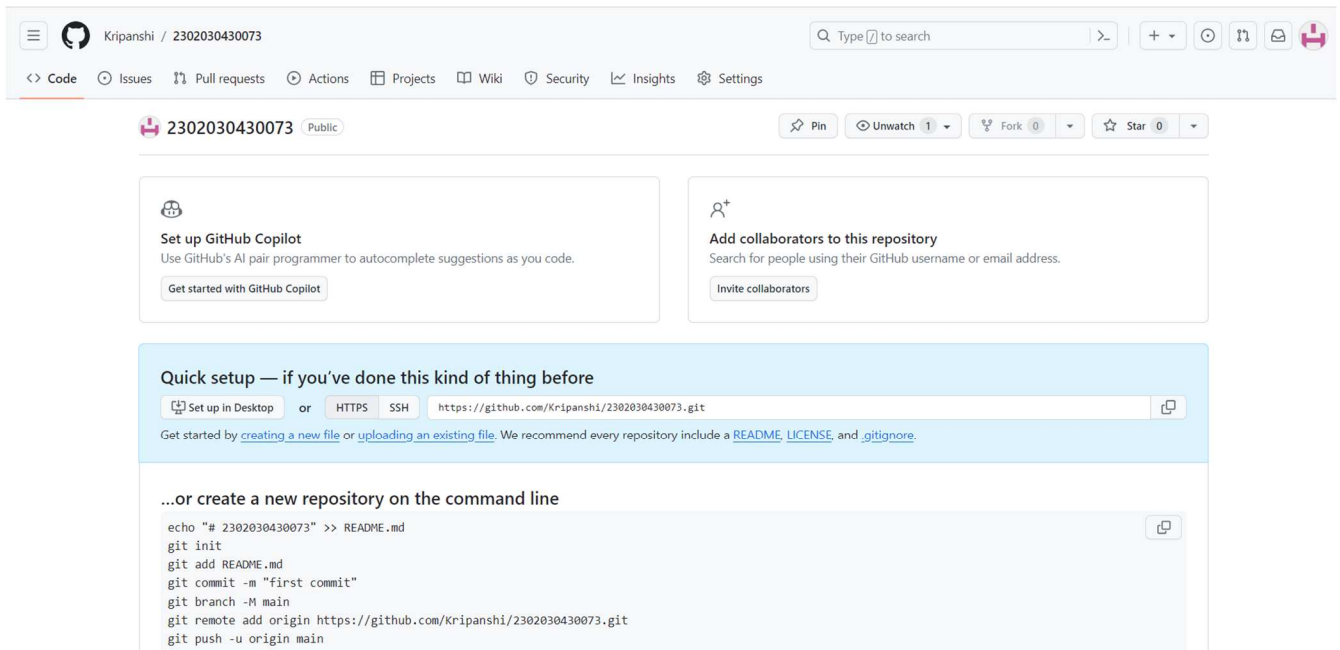 Kripanshi / 2302030430073
Type / to search
Code Issues Pull requests Actions Projects Wiki Security Insights Settings
2302030430073 Public
Pin Unwatch 1 Fork 0 Star 0
Set up GitHub Copilot
Use GitHub's AI pair programmer to autocomplete suggestions as you code.
Get started with GitHub Copilot
Add collaborators to this repository
Search for people using their GitHub username or email address.
Invite collaborators
Quick setup — if you've done this kind of thing before
Set up in Desktop or HTTPS SSH https://github.com/Kripanshi/2302030430073.git
Get started by creating a new file or uploading an existing file. We recommend every repository include a README, LICENSE, and .gitignore.
…or create a new repository on the command line
echo "# 2302030430073" >> README.md
git init
git add README.md
git commit -m "first commit"
git branch -M main
git remote add origin https://github.com/Kripanshi/2302030430073.git
git push -u origin main